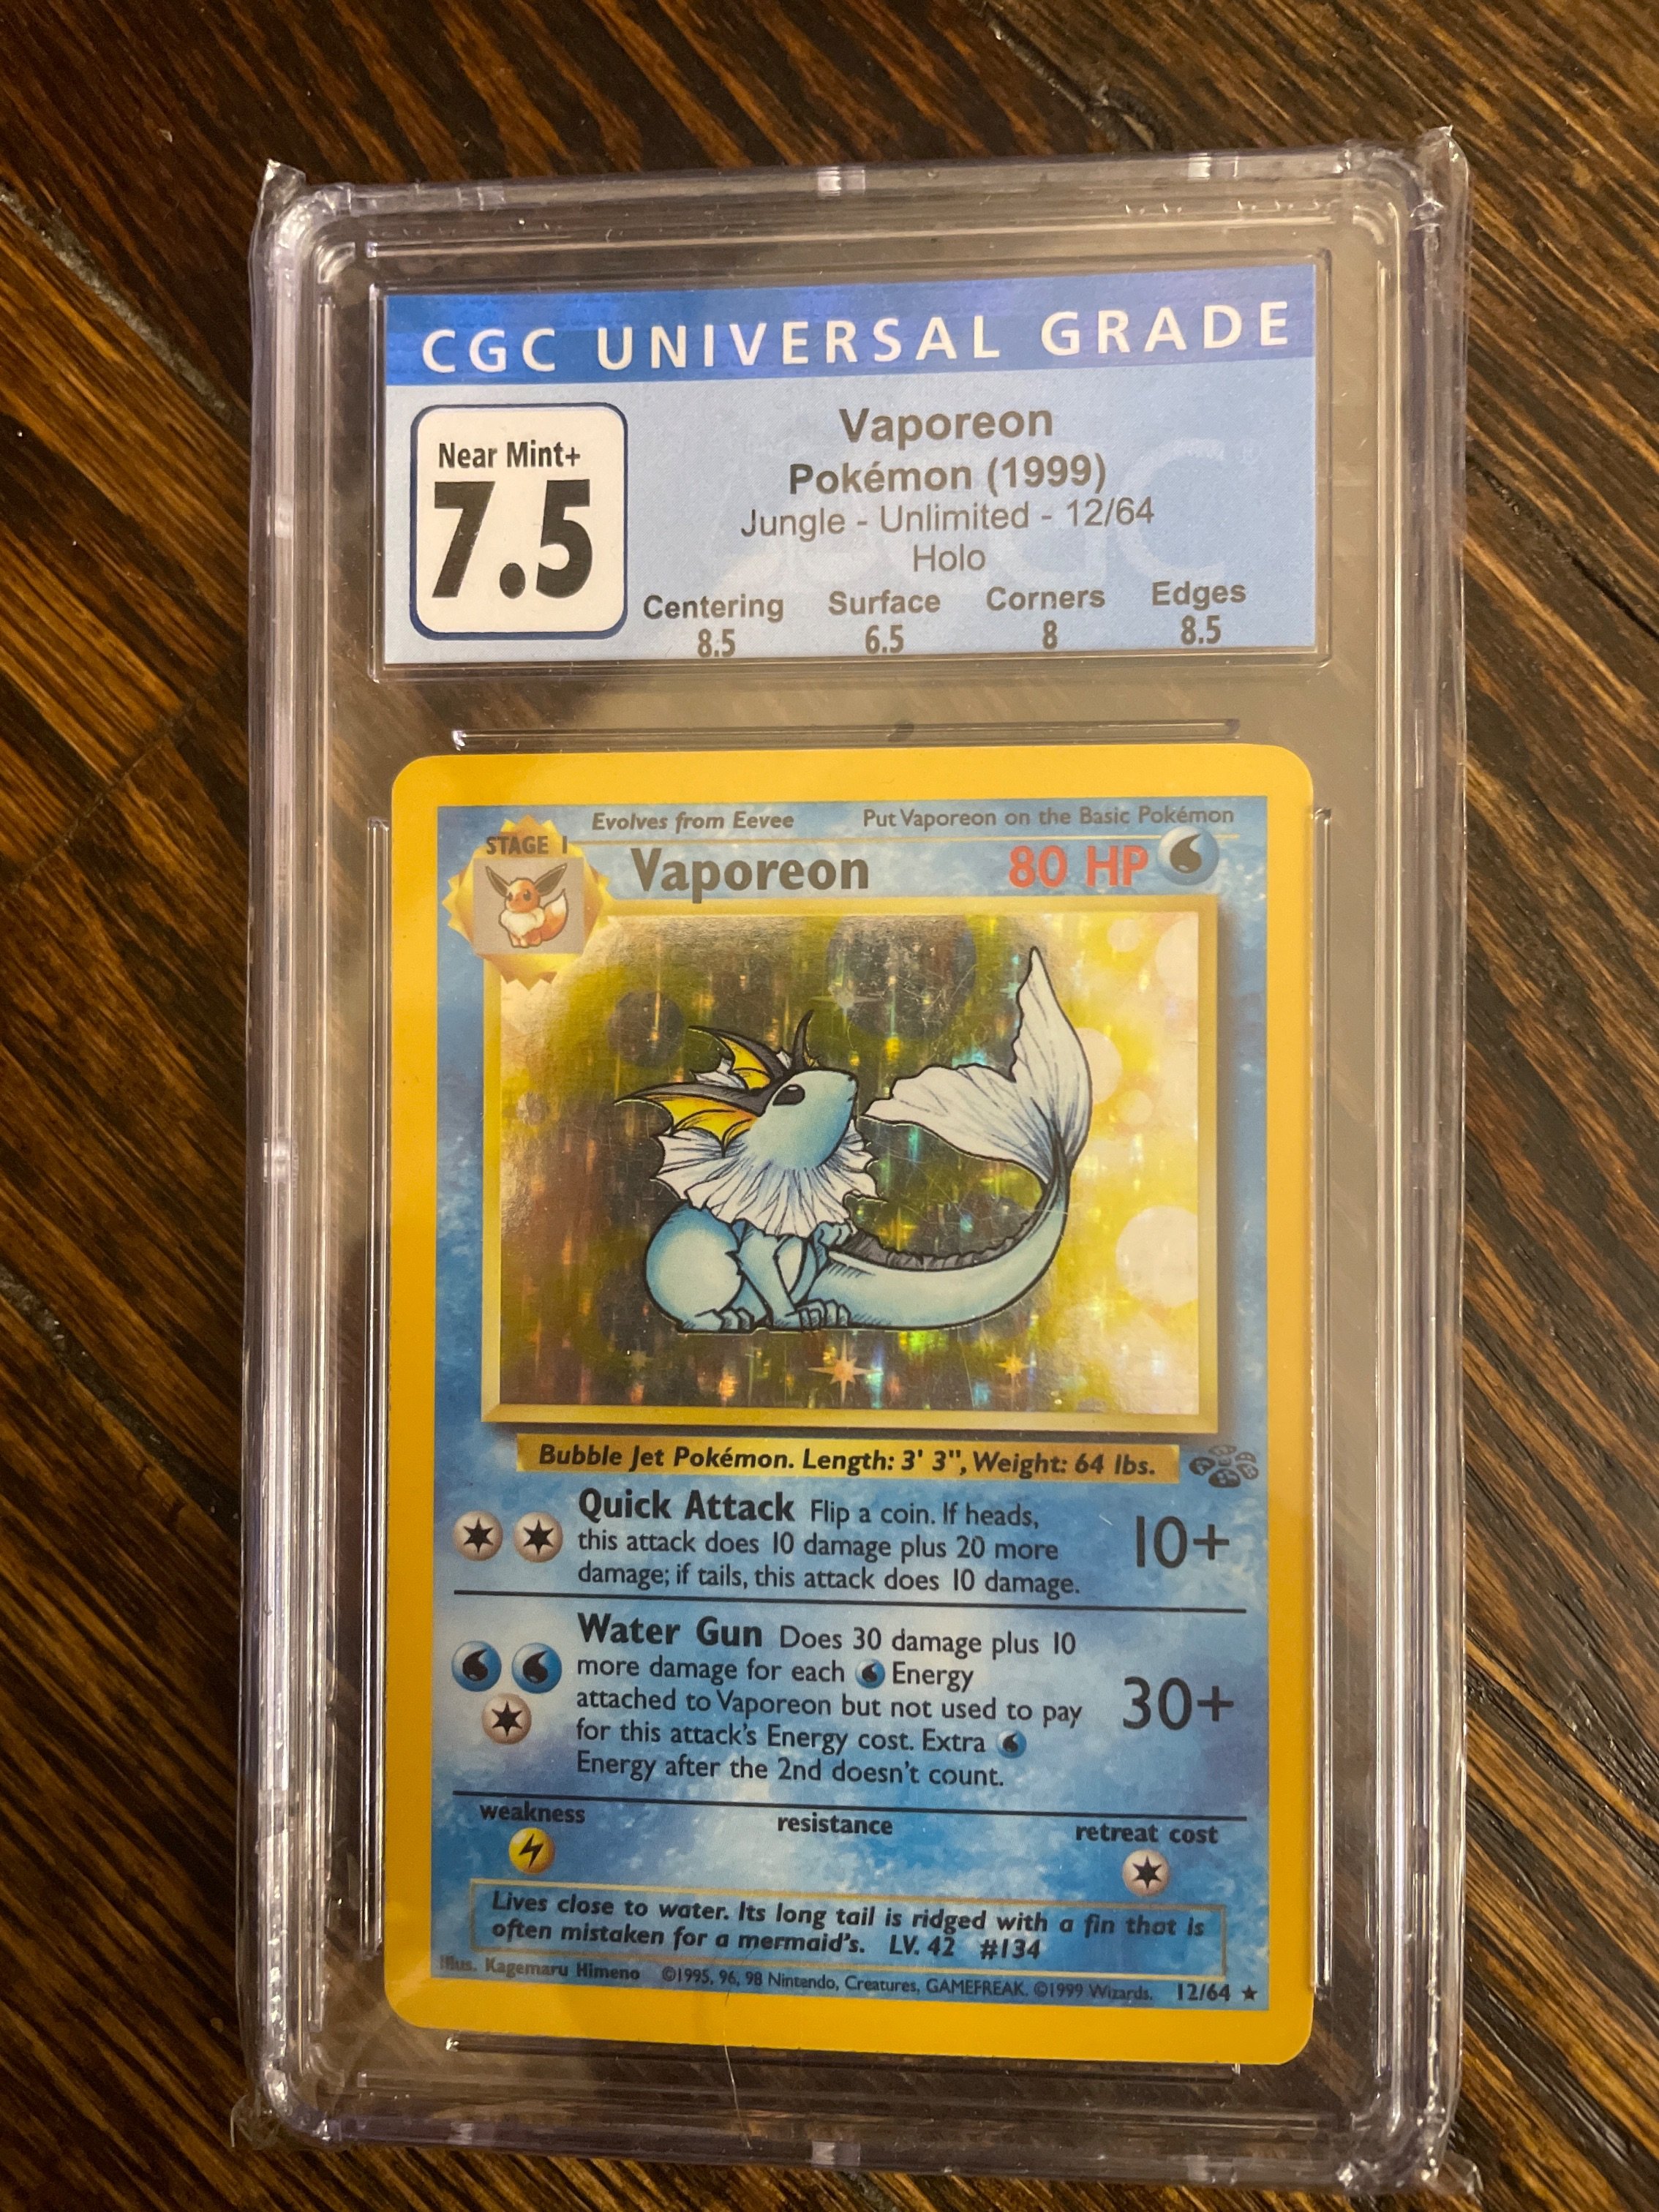 CGC UNIVERSAL GRADE
Near Mint+
7.5
Vaporeon
Pokémon (1999)
Jungle - Unlimited - 12/64
Holo
Centering Surface Corners Edges
8.5 6.5 8 8.5
Evolves from Eevee Put Vaporeon on the Basic Pokémon
STAGE 1
Vaporeon 80 HP
Bubble Jet Pokémon. Length: 3' 3", Weight: 64 lbs.
Quick Attack Flip a coin. If heads,
this attack does 10 damage plus 20 more
damage; if tails, this attack does 10 damage.
10+
Water Gun Does 30 damage plus 10
more damage for each Energy
attached to Vaporeon but not used to pay
for this attack's Energy cost. Extra
Energy after the 2nd doesn't count.
30+
weakness resistance retreat cost
Lives close to water. Its long tail is ridged with a fin that is
often mistaken for a mermaid's. LV. 42 #134
Illus. Kagemaru Himeno ©1995, 96, 98 Nintendo, Creatures, GAMEFREAK. ©1999 Wizards. 12/64 ★